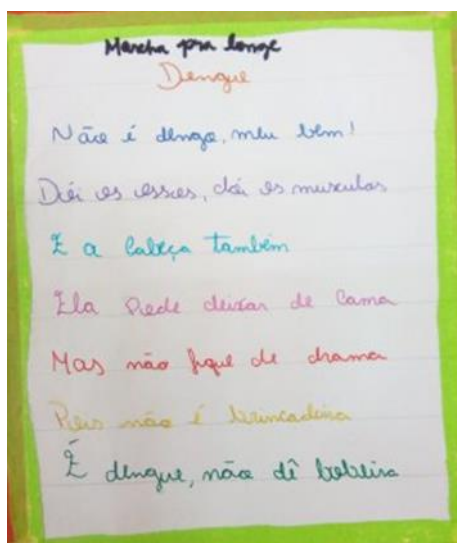 Marcha pra longe
Dengue
Não é dengo, meu bem!
Dói os ossos, dói os musculos
E a cabeça também
Ela pode deixar de cama
Mas não fique de drama
Pois não é brincadeira
É dengue, não dê bobeira